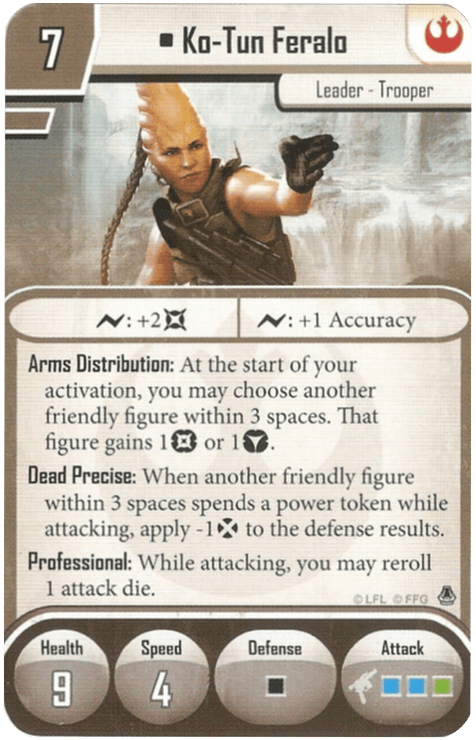 7
▪ Ko-Tun Feralo
Leader - Trooper
: +2
: +1 Accuracy
Arms Distribution: At the start of your
activation, you may choose another
friendly figure within 3 spaces. That
figure gains 1 or 1.
Dead Precise: When another friendly figure
within 3 spaces spends a power token while
attacking, apply -1 to the defense results.
Professional: While attacking, you may reroll
1 attack die.
©LFL ©FFG
Health
Speed
Defense
Attack
9
4